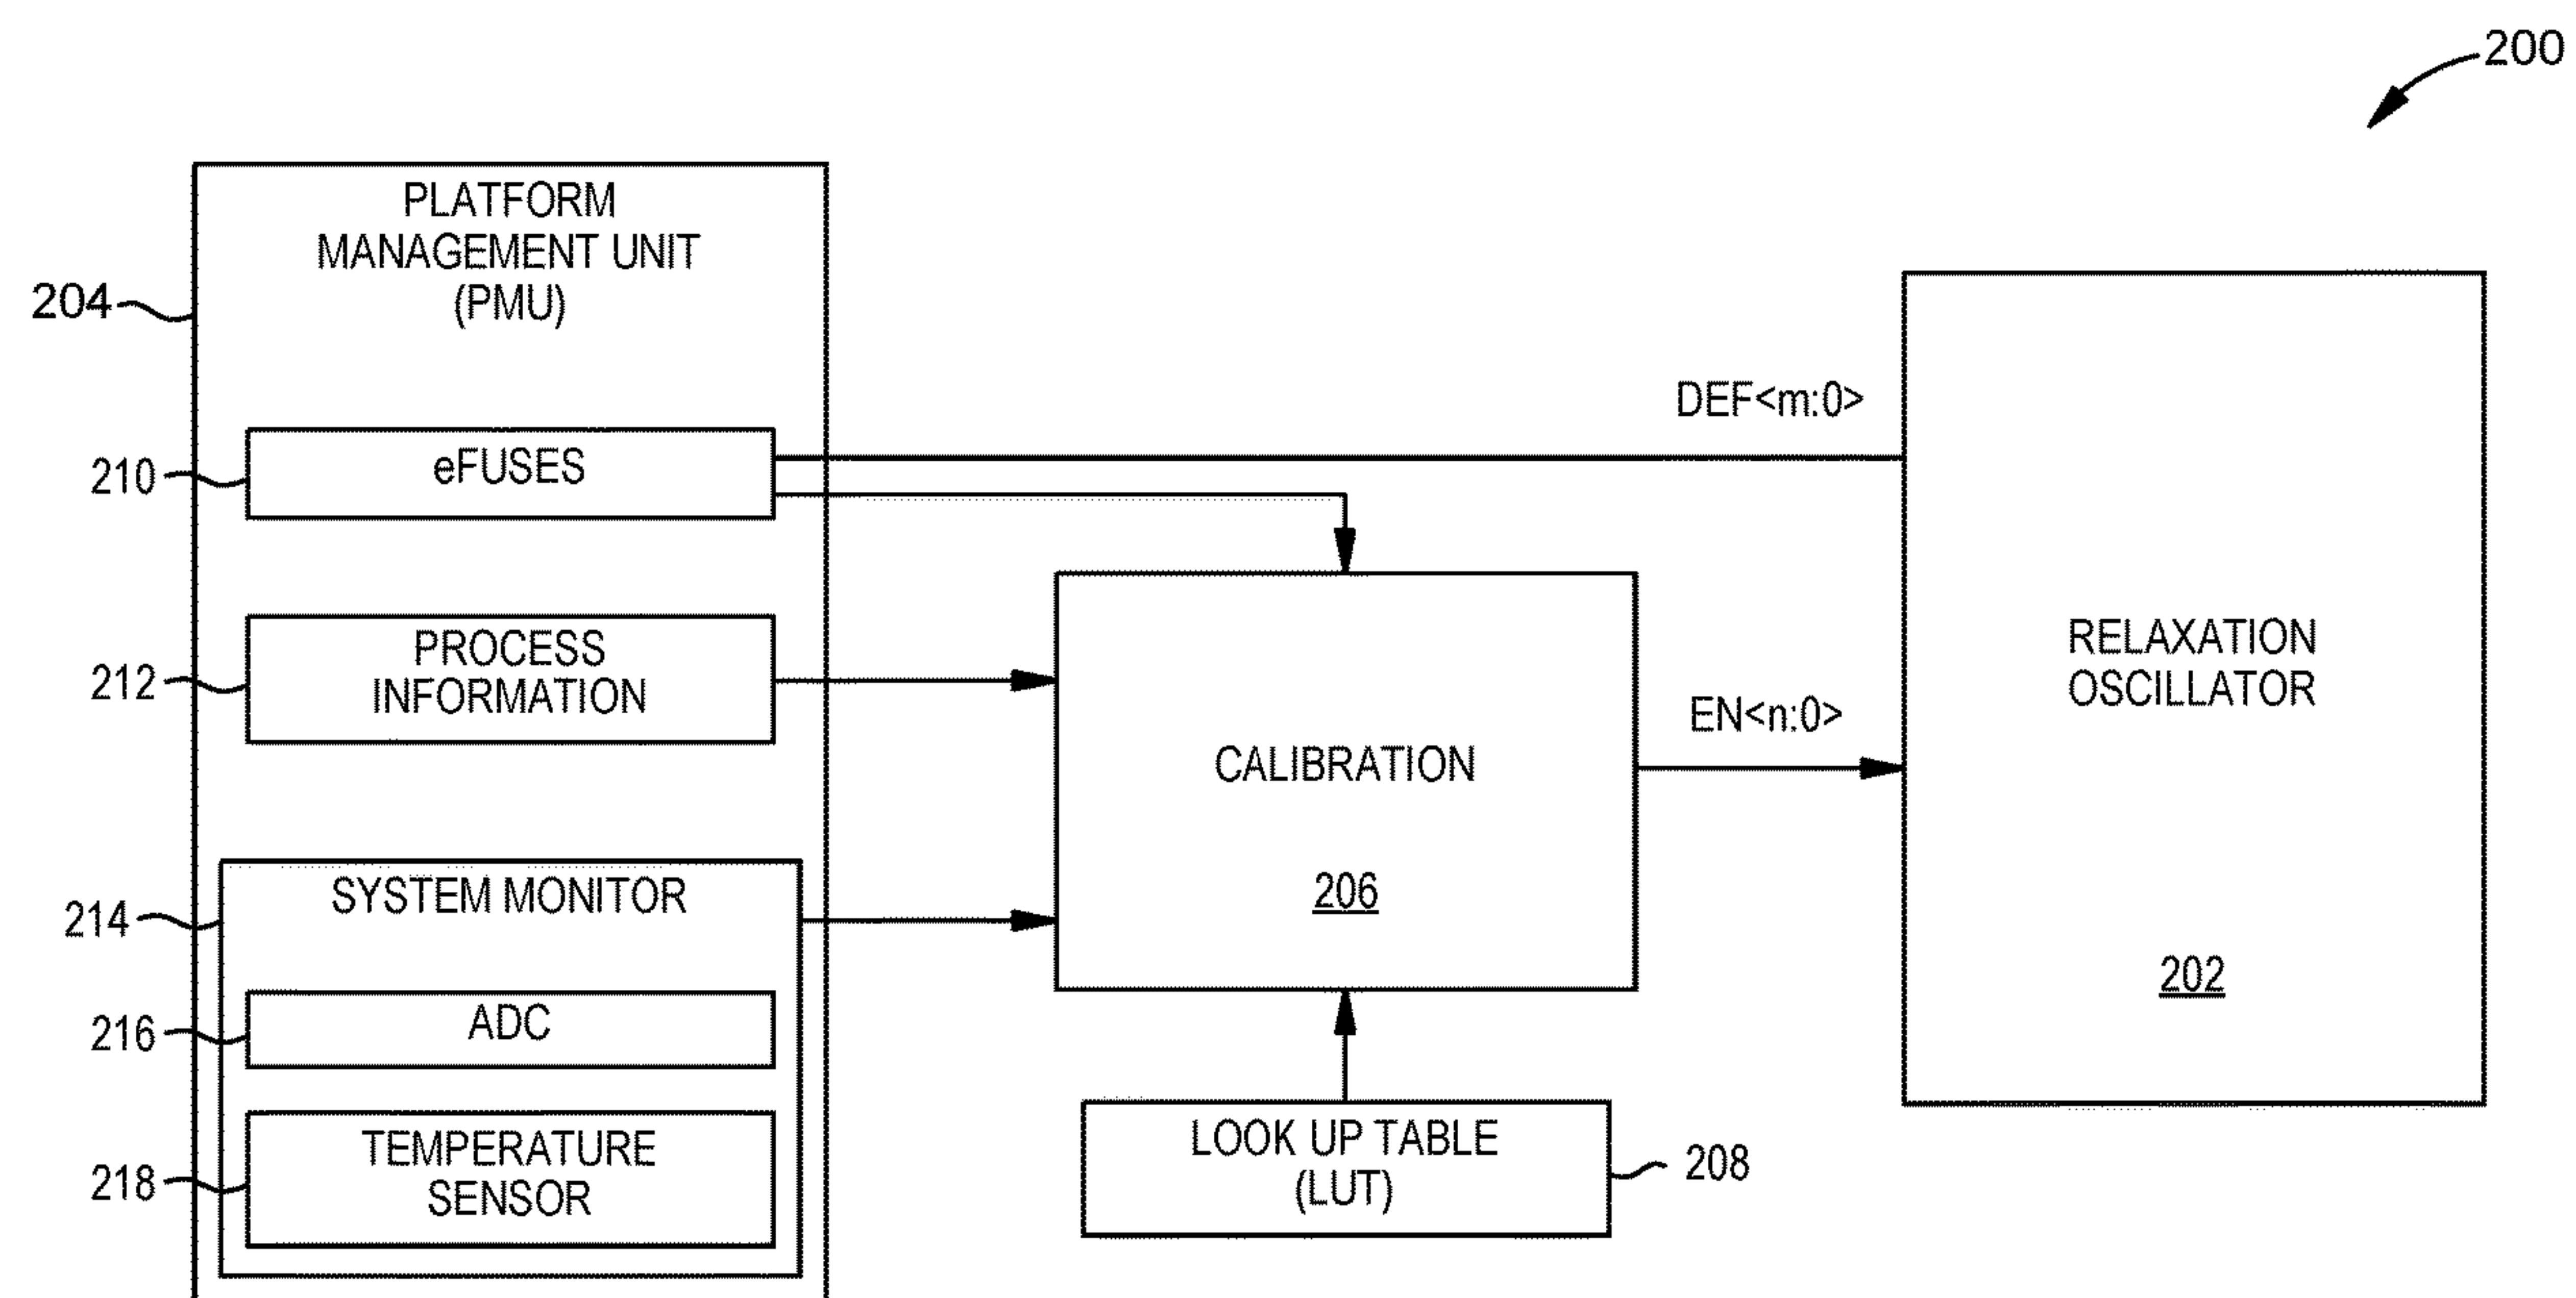 200
PLATFORM
MANAGEMENT UNIT
(PMU)
204
DEF<m:0>
eFUSES
210
PROCESS
INFORMATION
212
RELAXATION
OSCILLATOR
EN<n:0>
CALIBRATION
206
SYSTEM MONITOR
214
202
ADC
216
TEMPERATURE
SENSOR
218
LOOK UP TABLE
(LUT)
208